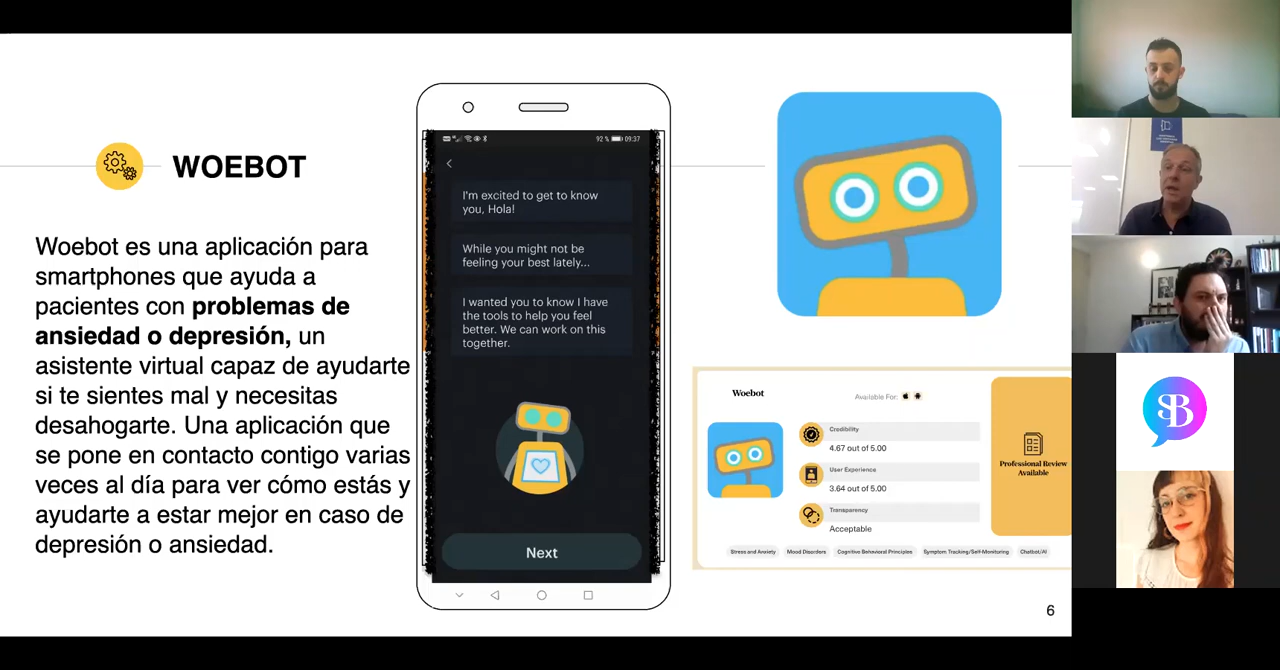 WOEBOT
Woebot es una aplicación para
smartphones que ayuda a
pacientes con problemas de
ansiedad o depresión, un
asistente virtual capaz de ayudarte
si te sientes mal y necesitas
desahogarte. Una aplicación que
se pone en contacto contigo varias
veces al día para ver cómo estás y
ayudarte a estar mejor en caso de
depresión o ansiedad.
92 % 09:37
I'm excited to get to know
you, Hola!
While you might not be
feeling your best lately...
I wanted you to know I have
the tools to help you feel
better. We can work on this
together.
Next
Woebot
Available For:
Credibility
4.67 out of 5.00
User Experience
3.64 out of 5.00
Transparency
Acceptable
Professional Review
Available
Stress and Anxiety
Mood Disorders
Cognitive Behavioral Principles
Symptom Tracking/Self-Monitoring
Chatbot/AI
6
SB